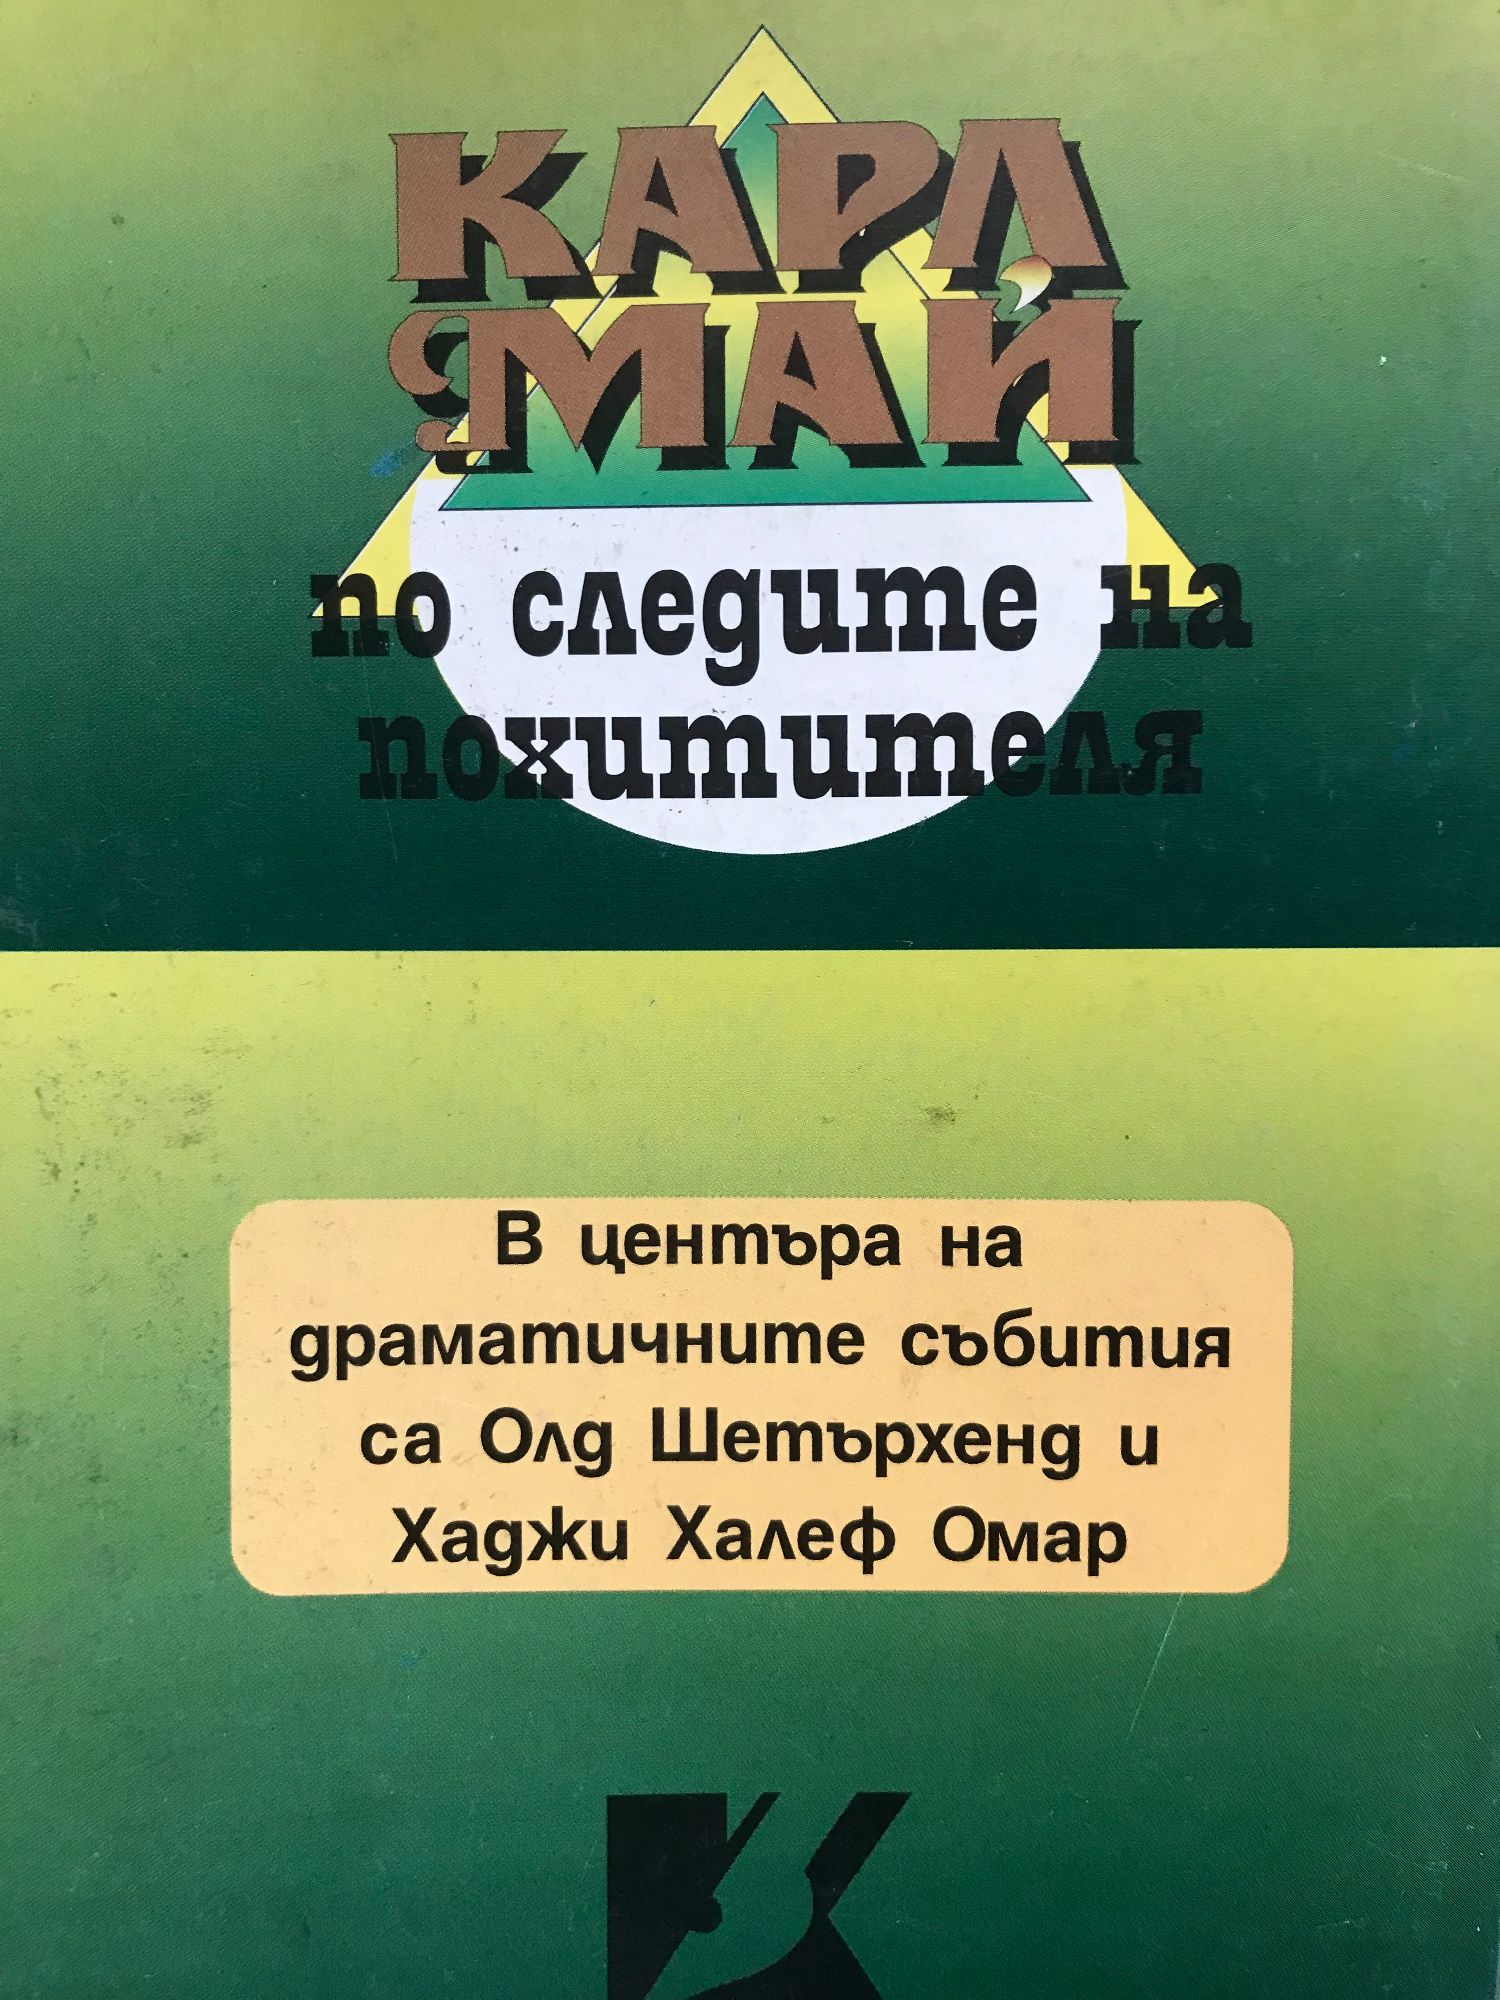 КАРЛ
МАЙ
по следите на
похитителя
В центъра на
драматичните събития
са Олд Шетърхенд и
Хаджи Халеф Омар